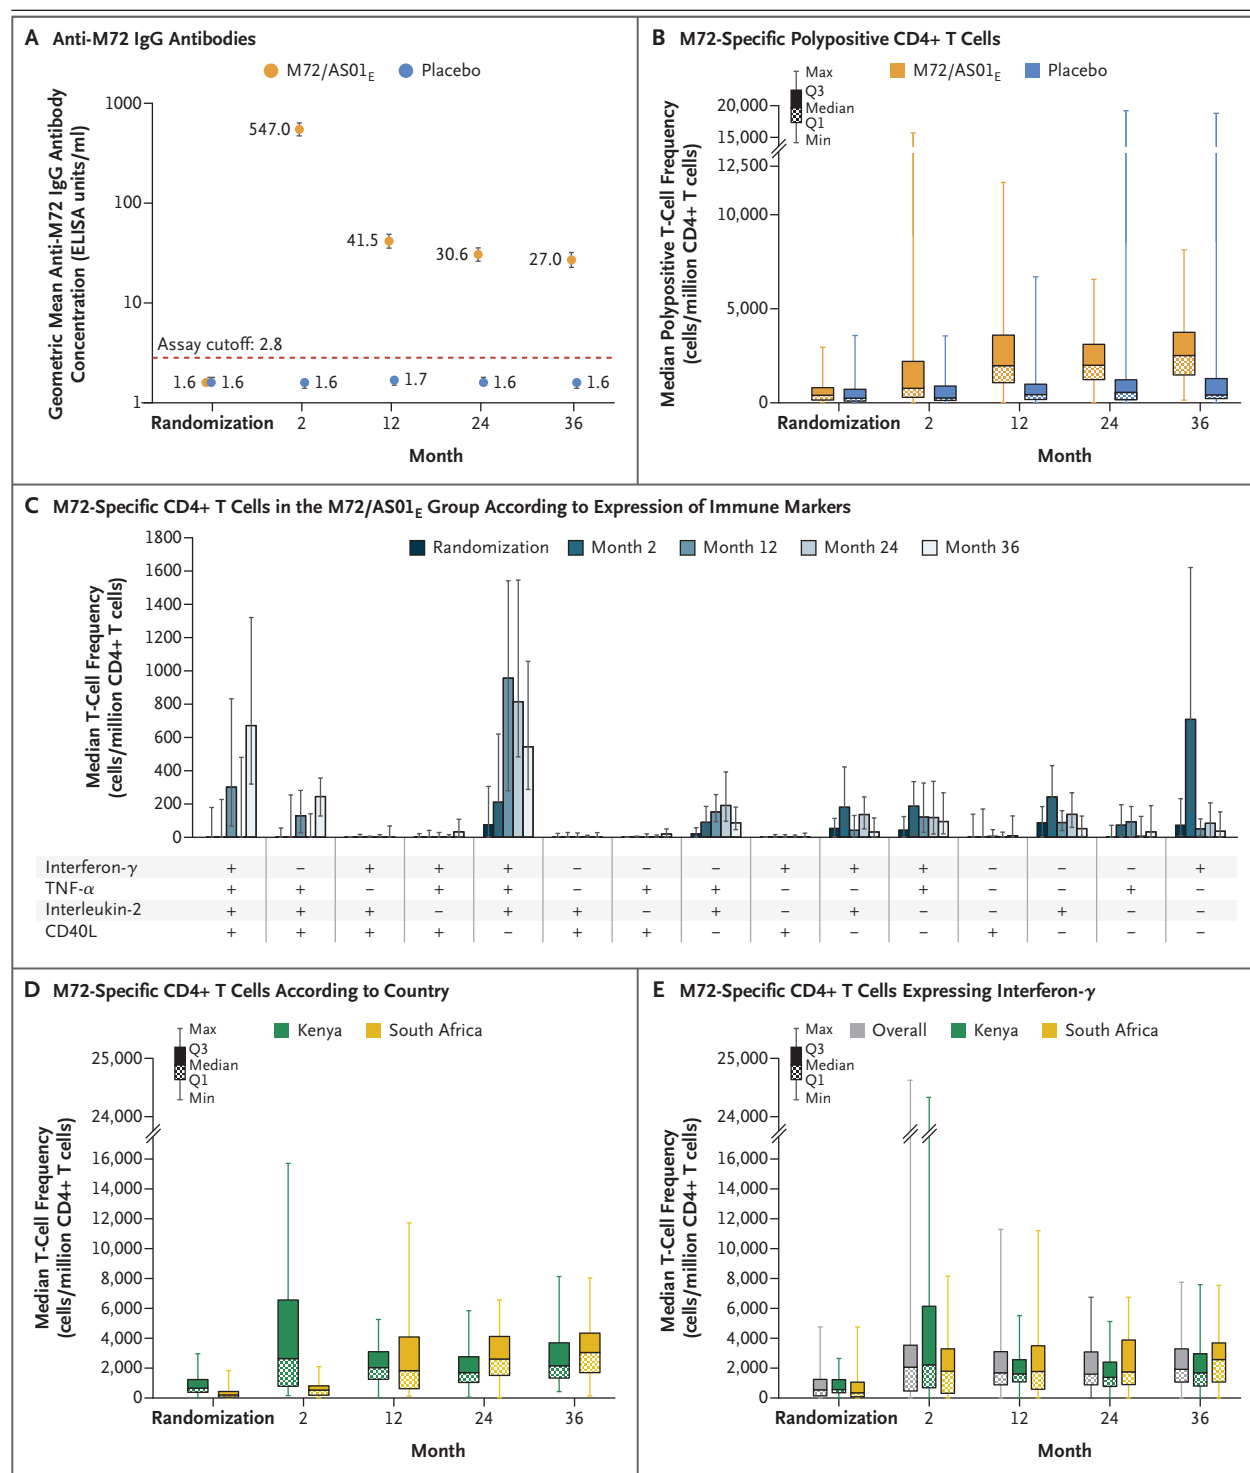 A Anti-M72 IgG Antibodies
M72/AS01E Placebo
Geometric Mean Anti-M72 IgG Antibody
Concentration (ELISA units/ml)
1000
100
10
1
547.0
41.5
30.6
27.0
Assay cutoff: 2.8
1.6 1.6 1.6 1.7 1.6 1.6
Randomization 2 12 24 36
Month
B M72-Specific Polypositive CD4+ T Cells
Max
Q3
Median
Q1
Min
M72/AS01E Placebo
Median Polypositive T-Cell Frequency
(cells/million CD4+ T cells)
20,000
15,000
12,500
10,000
5,000
0
Randomization 2 12 24 36
Month
C M72-Specific CD4+ T Cells in the M72/AS01E Group According to Expression of Immune Markers
Randomization Month 2 Month 12 Month 24 Month 36
Median T-Cell Frequency
(cells/million CD4+ T cells)
1800
1600
1400
1200
1000
800
600
400
200
0
Interferon-γ + – + + + – – – + + + – – – +
TNF-α + + – + + – + + – – + – – + –
Interleukin-2 + + + – + + – + – + – – + – –
CD40L + + + + – + + – + – – + – – –
D M72-Specific CD4+ T Cells According to Country
Max
Q3
Median
Q1
Min
Kenya South Africa
Median T-Cell Frequency
(cells/million CD4+ T cells)
25,000
24,000
16,000
14,000
12,000
10,000
8,000
6,000
4,000
2,000
0
Randomization 2 12 24 36
Month
E M72-Specific CD4+ T Cells Expressing Interferon-γ
Max
Q3
Median
Q1
Min
Overall Kenya South Africa
Median T-Cell Frequency
(cells/million CD4+ T cells)
25,000
24,000
16,000
14,000
12,000
10,000
8,000
6,000
4,000
2,000
0
Randomization 2 12 24 36
Month